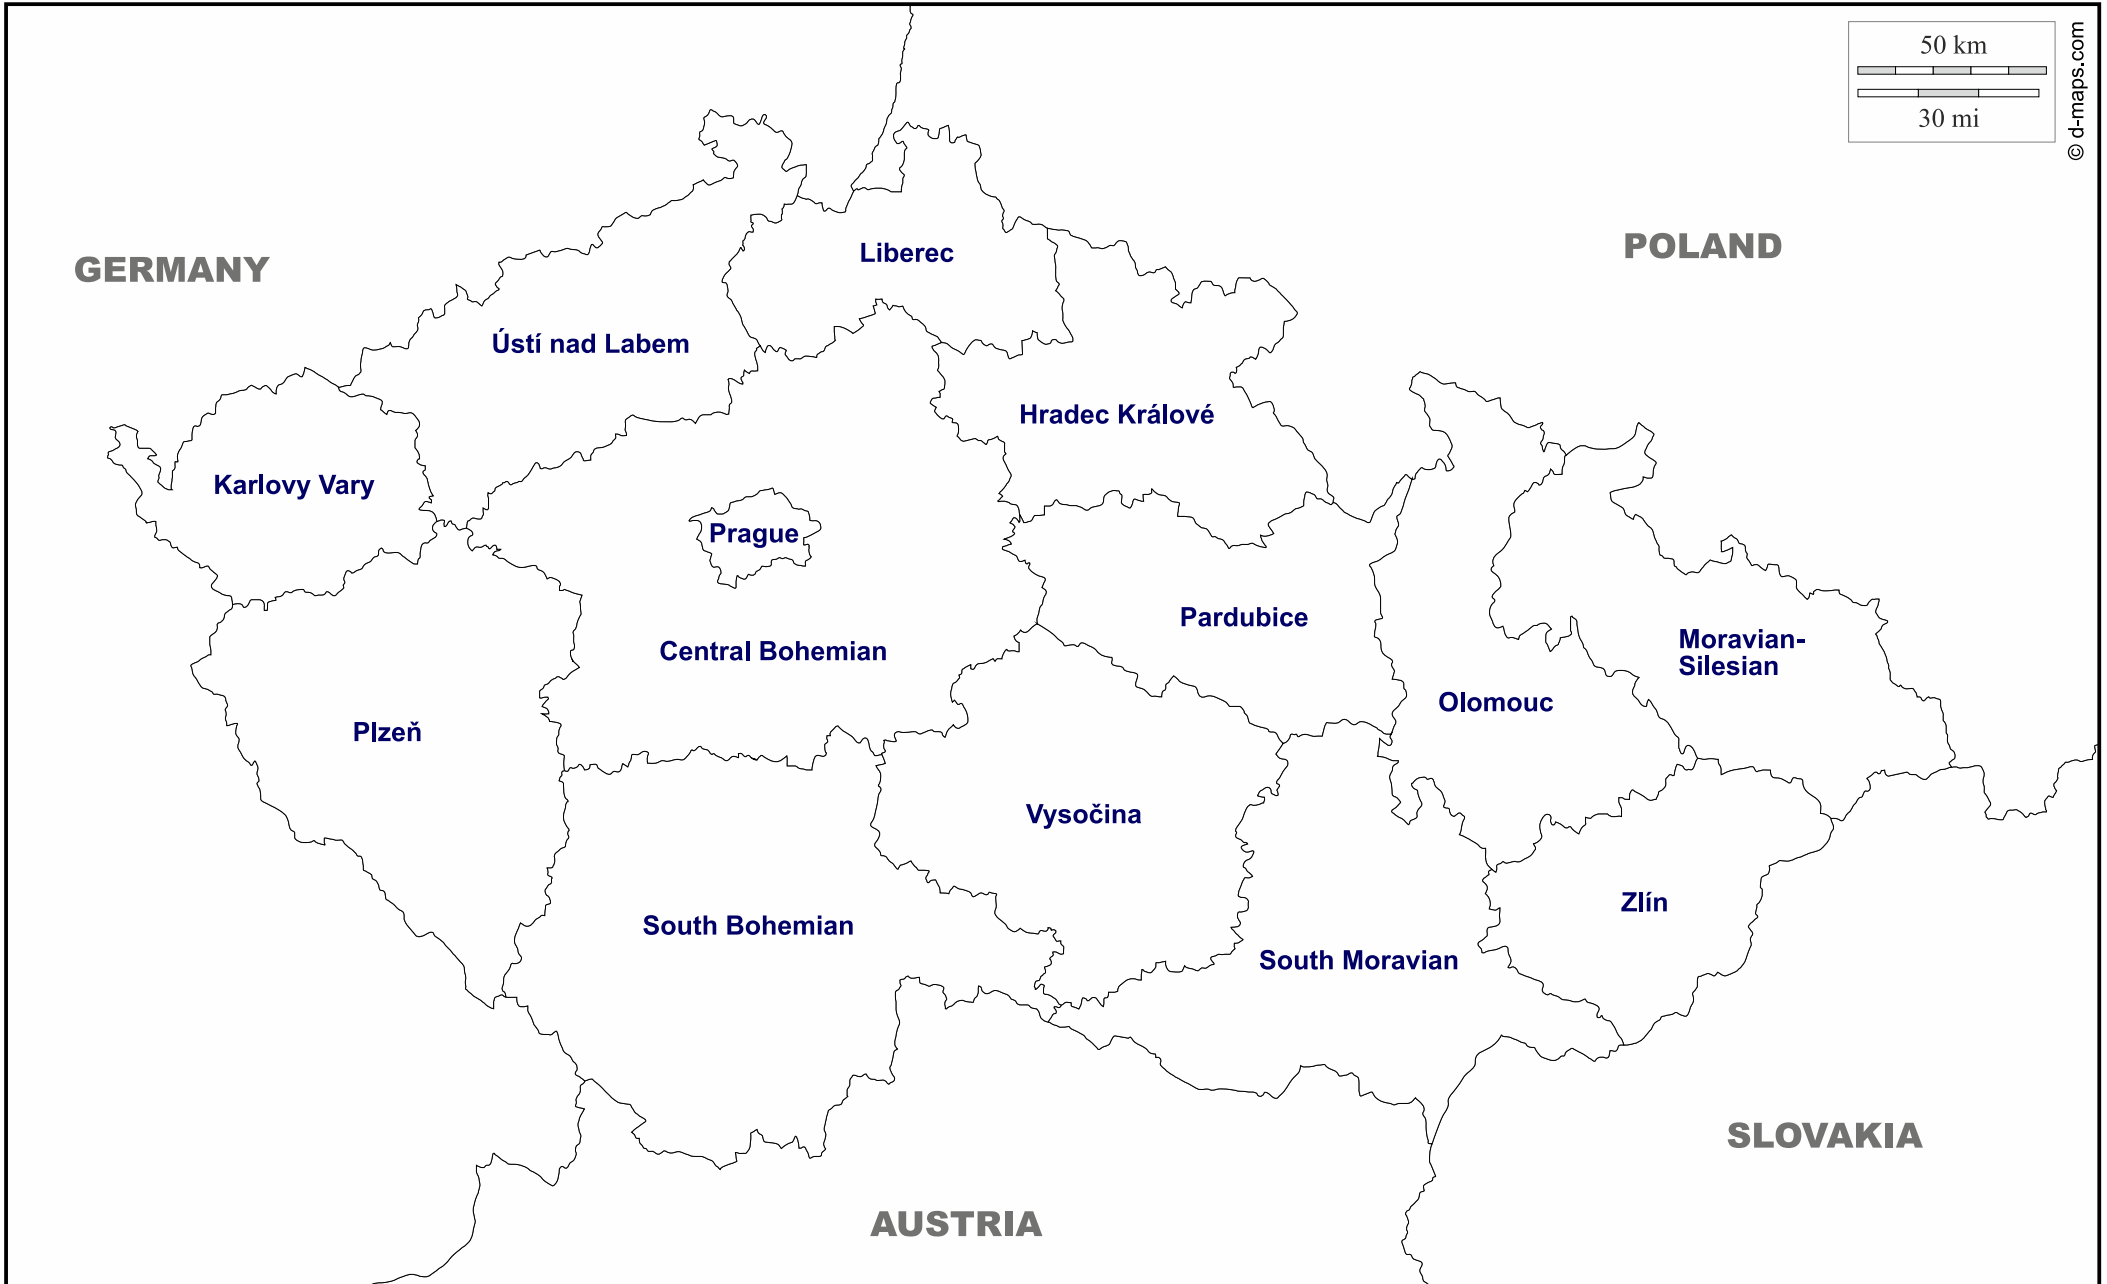 50 km
30 mi
© d-maps.com
GERMANY
POLAND
Liberec
Ústí nad Labem
Hradec Králové
Karlovy Vary
Prague
Pardubice
Central Bohemian
Moravian-
Silesian
Olomouc
Plzeň
Vysočina
Zlín
South Bohemian
South Moravian
SLOVAKIA
AUSTRIA